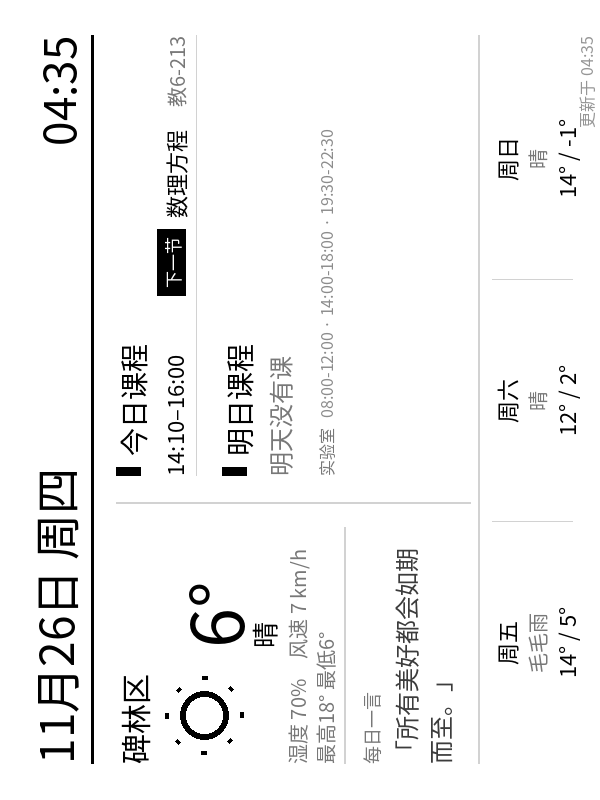 11月26日 周四
04:35
碑林区
6°
晴
湿度 70% 风速 7 km/h
最高18° 最低6°
每日一言
「所有美好都会如期
而至。」
今日课程
14:10–16:00 下一节 数理方程 教6-213
明日课程
明天没有课
实验室 08:00-12:00 · 14:00-18:00 · 19:30-22:30
周五
毛毛雨
14° / 5°
周六
晴
12° / 2°
周日
晴
14° / -1°
更新于 04:35